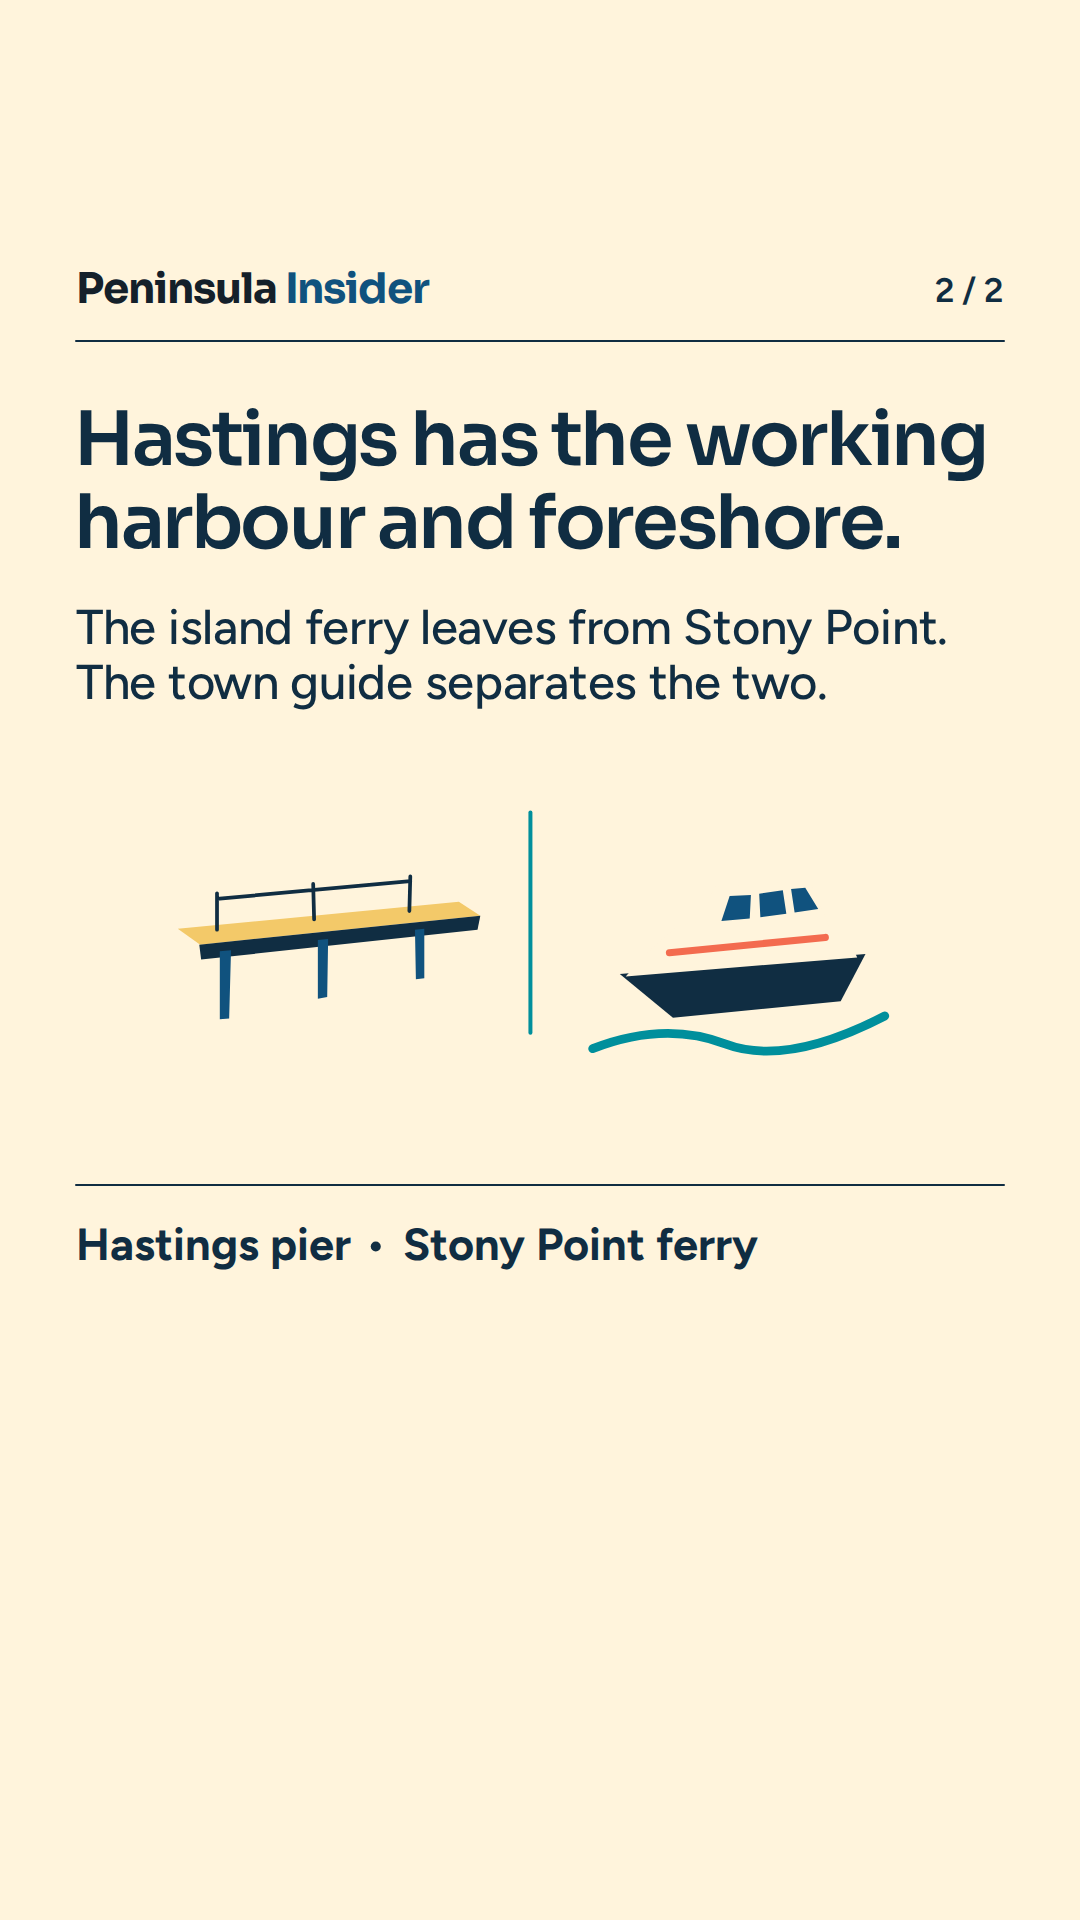 Peninsula Insider
2 / 2
Hastings has the working
harbour and foreshore.
The island ferry leaves from Stony Point.
The town guide separates the two.
Hastings pier • Stony Point ferry